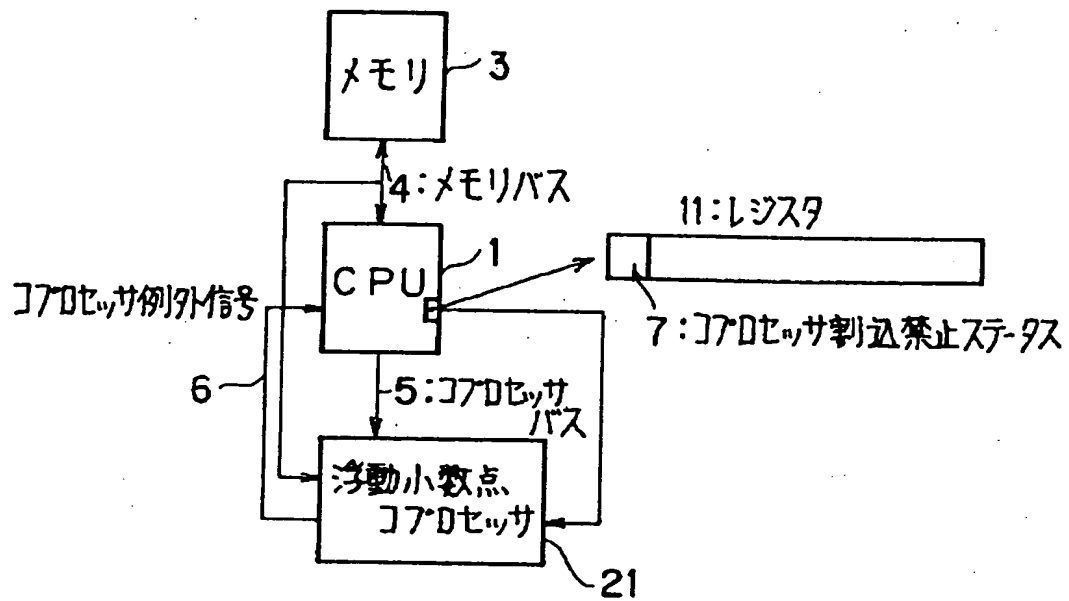 メモリ
3
4:メモリバス
11:レジスタ
1
CPU
コプロセッサ例外信号
7:コプロセッサ割込禁止ステータス
6
5:コプロセッサ
バス
浮動小数点
コプロセッサ
21